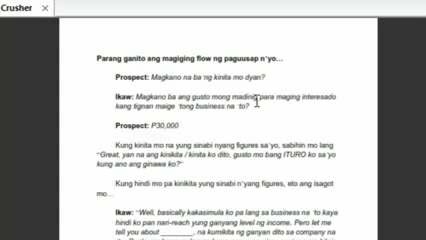 Crusher
Parang ganito ang magiging flow ng paguusap n'yo…
Prospect: Magkano na ba 'ng kinita mo dyan?
Ikaw: Magkano ba ang gusto mong madinig para maging interesado
kang tignan maige 'tong business na 'to?
Prospect: P30,000
Kung kinita mo na yung sinabi nyang figures sa'yo, sabihin mo lang
"Great, yan na ang kinikita / kinita ko dito, gusto mo bang ITURO ko sa'yo
kung ano ang ginawa ko?"
Kung hindi mo pa kinikita yung sinabi n'yang figures, eto ang isagot
mo…
Ikaw: "Well, basically kakasimula ko pa lang sa business na 'to kaya
hindi ko pan nari-reach yung ganyang level ng income. Pero let me
tell you about ________, na kumikita ng ganyan dito sa company na